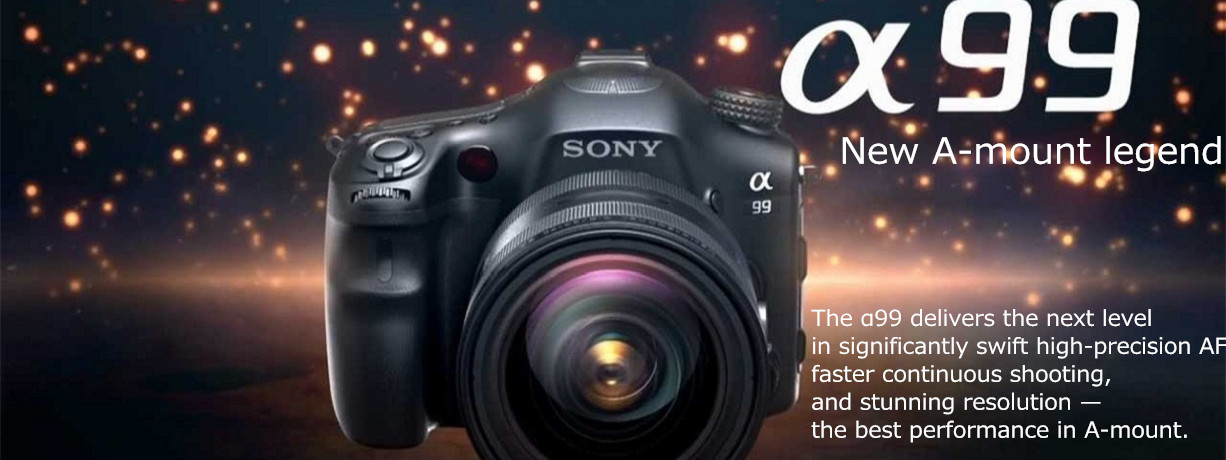 α99
New A-mount legend
SONY
α
99
The α99 delivers the next level
in significantly swift high-precision AF
faster continuous shooting,
and stunning resolution —
the best performance in A-mount.